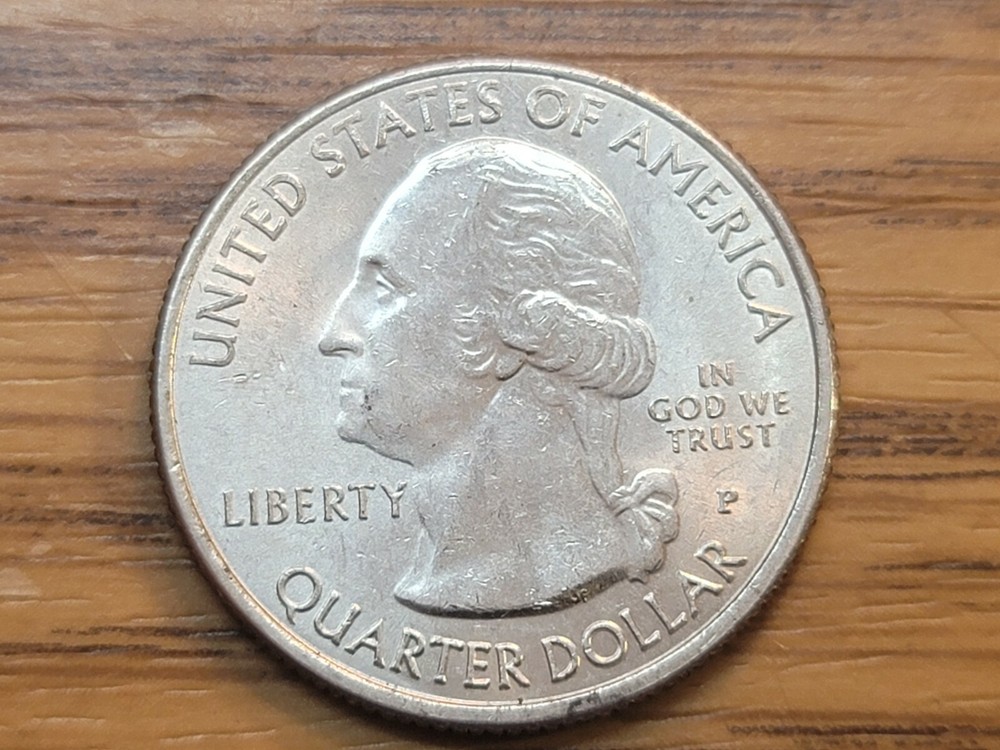 UNITED STATES OF AMERICA
IN
GOD WE
TRUST
LIBERTY
P
QUARTER DOLLAR